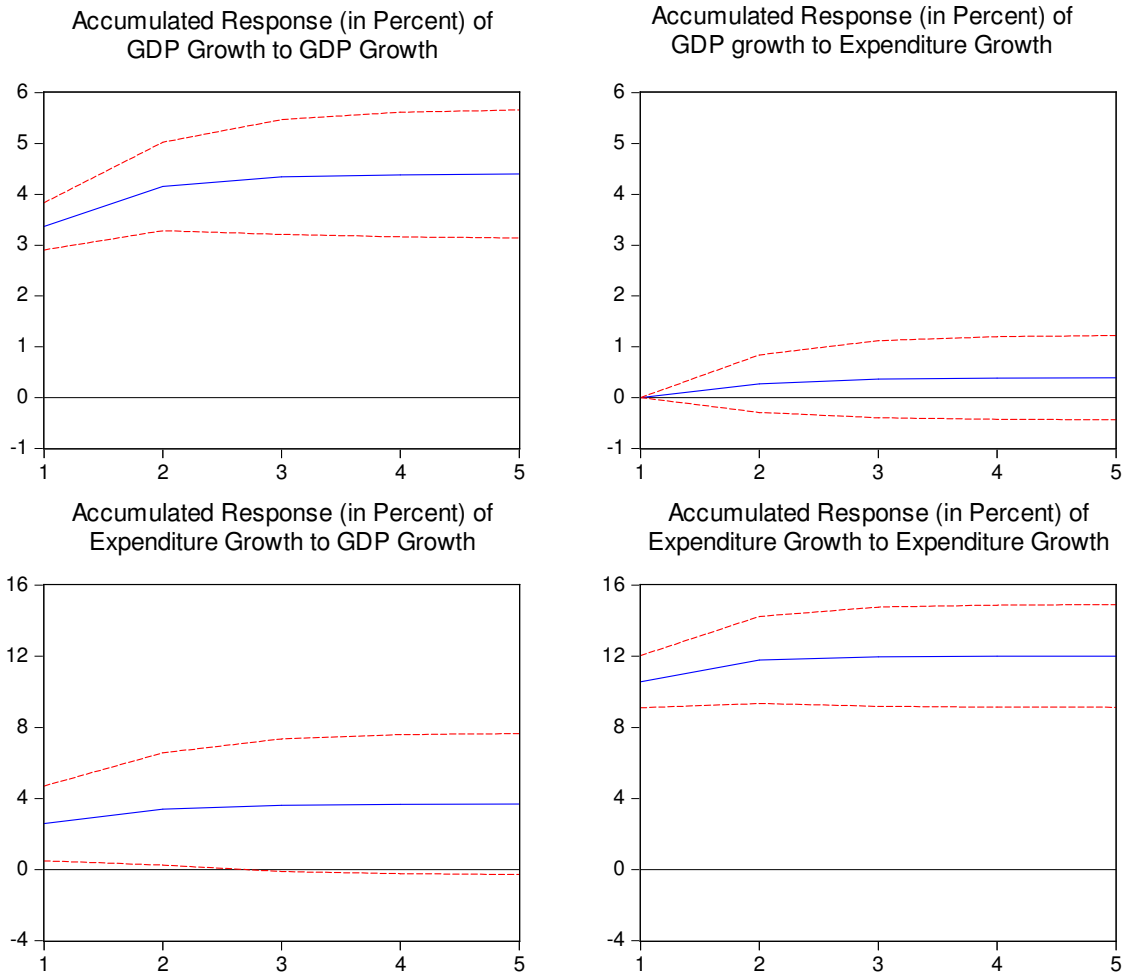 Accumulated Response (in Percent) of
GDP Growth to GDP Growth
6
5
4
3
2
1
0
-1
1 2 3 4 5
Accumulated Response (in Percent) of
GDP growth to Expenditure Growth
6
5
4
3
2
1
0
-1
1 2 3 4 5
Accumulated Response (in Percent) of
Expenditure Growth to GDP Growth
16
12
8
4
0
-4
1 2 3 4 5
Accumulated Response (in Percent) of
Expenditure Growth to Expenditure Growth
16
12
8
4
0
-4
1 2 3 4 5